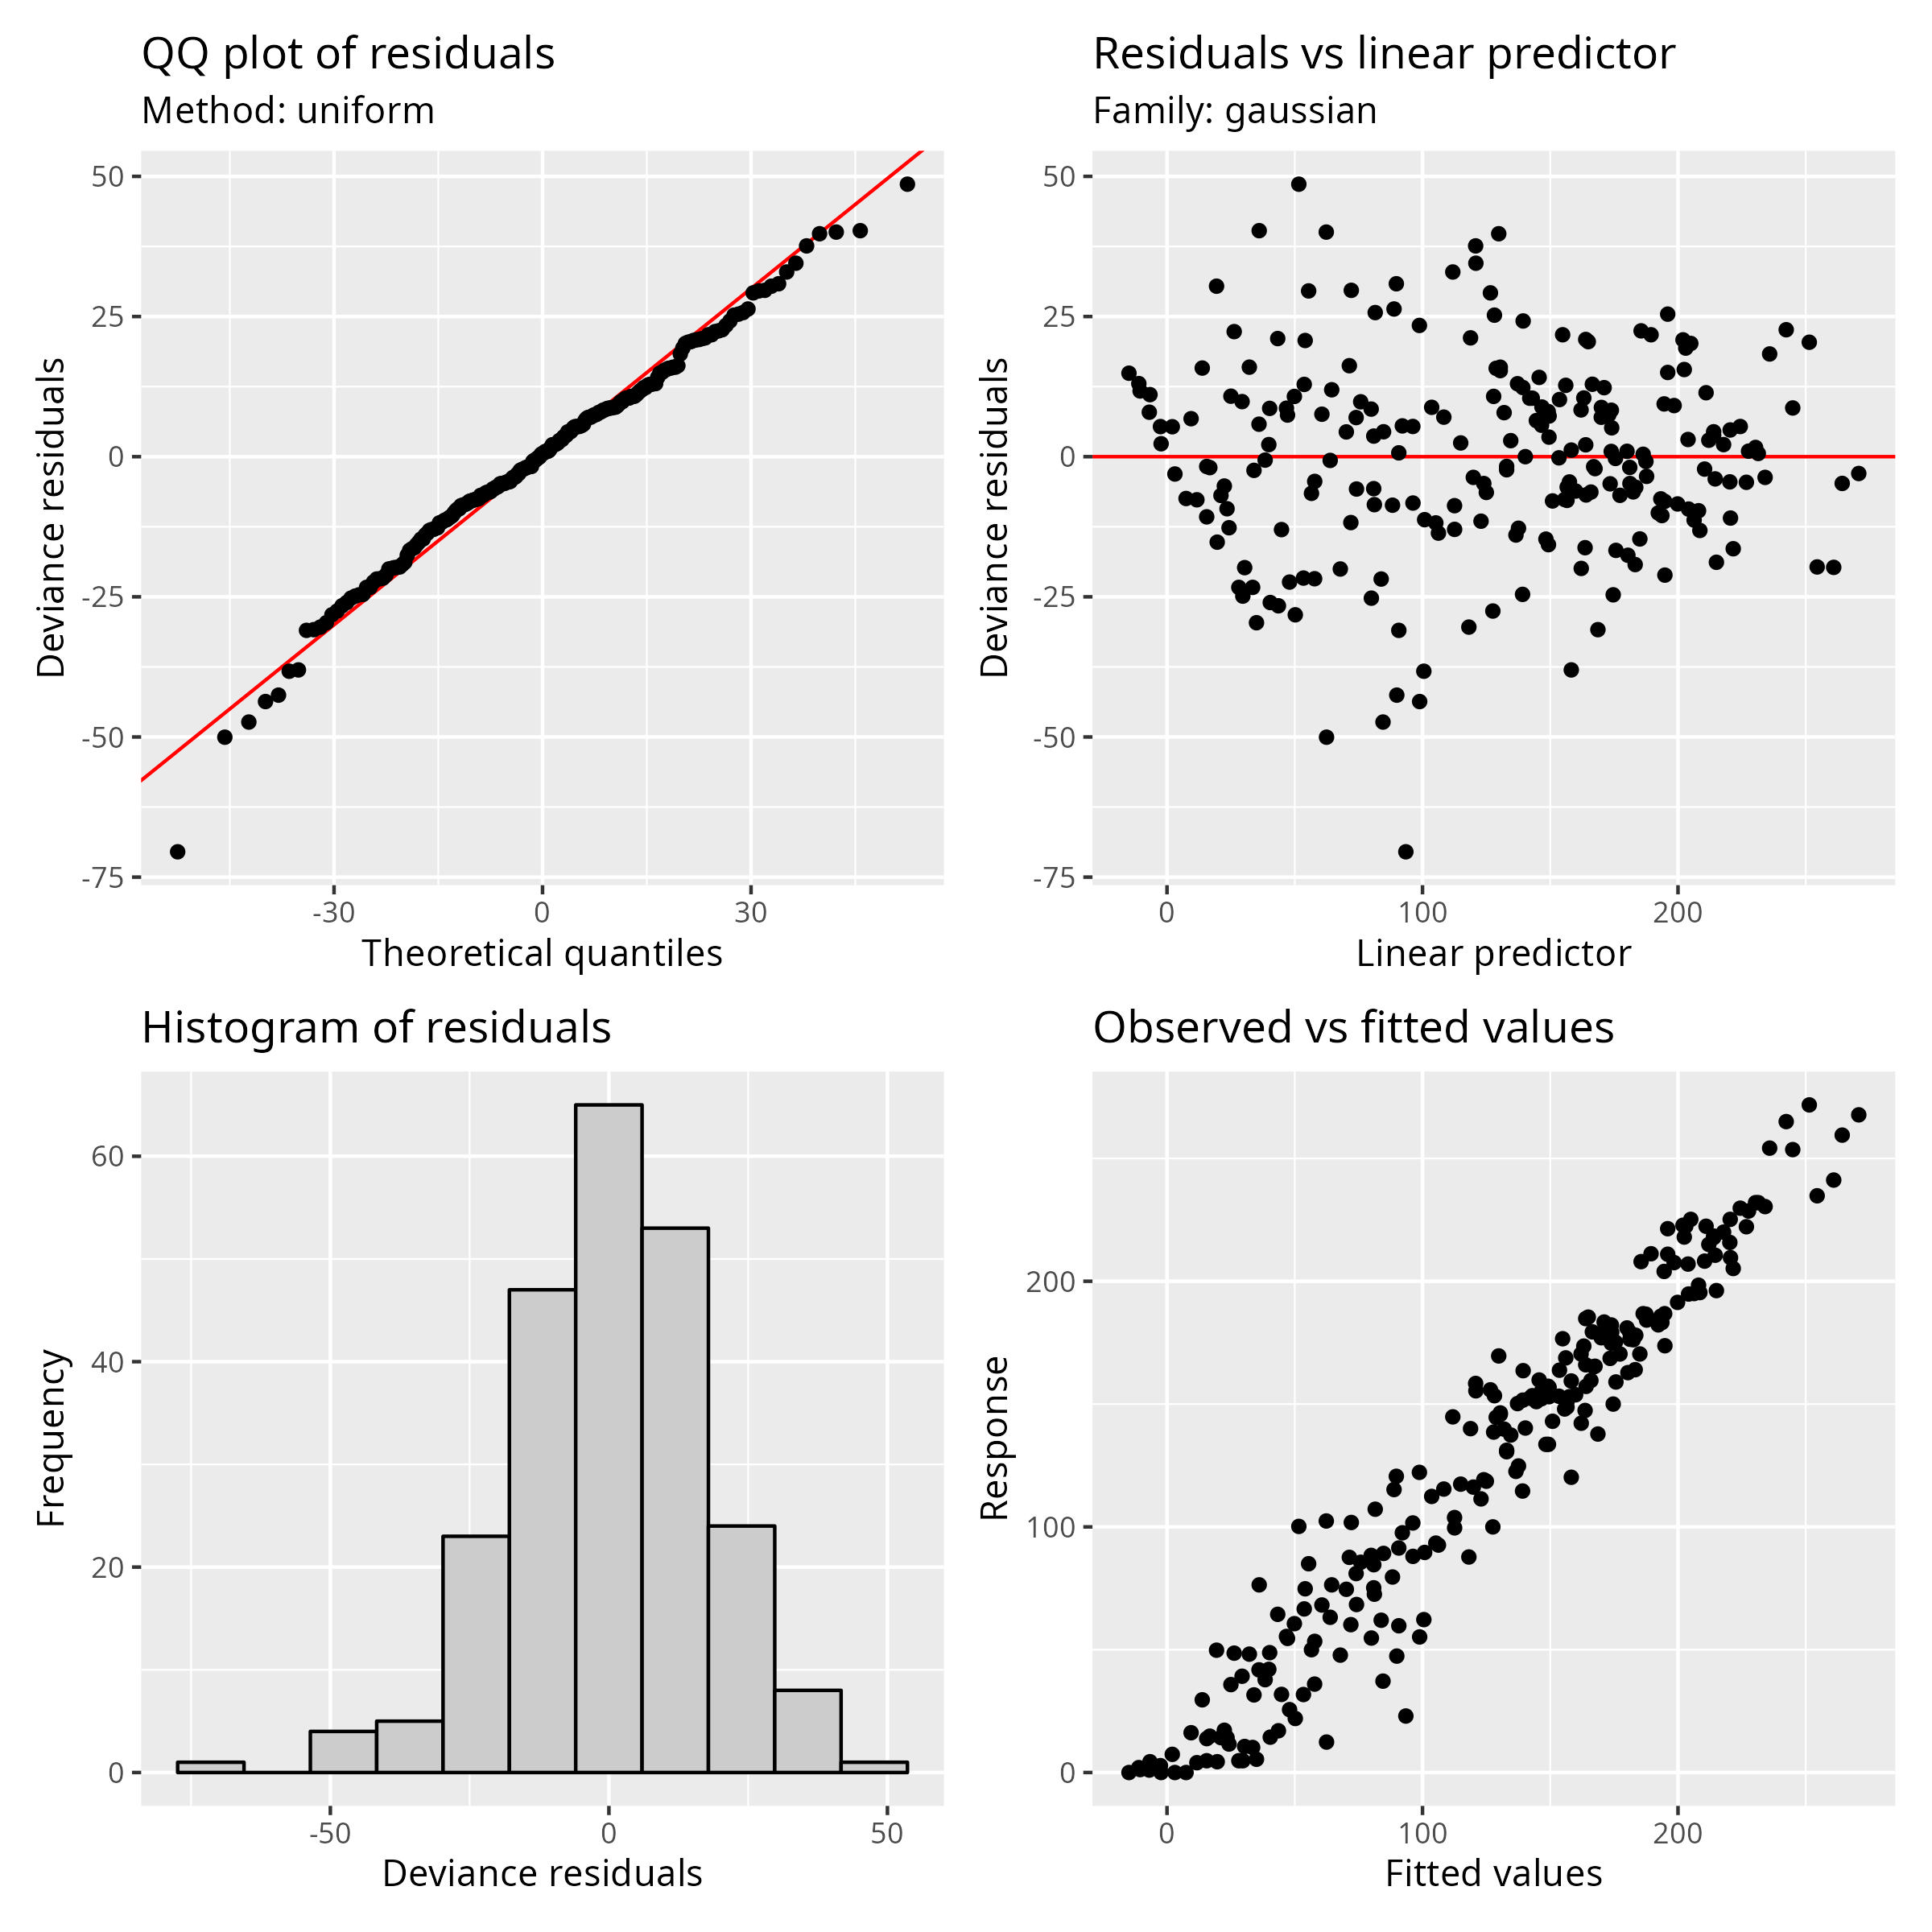 QQ plot of residuals
Method: uniform
50
25
0
-25
-50
-75
Deviance residuals
-30
0
30
Theoretical quantiles
Residuals vs linear predictor
Family: gaussian
50
25
0
-25
-50
-75
Deviance residuals
0
100
200
Linear predictor
Histogram of residuals
60
40
20
0
Frequency
-50
0
50
Deviance residuals
Observed vs fitted values
200
100
0
Response
0
100
200
Fitted values